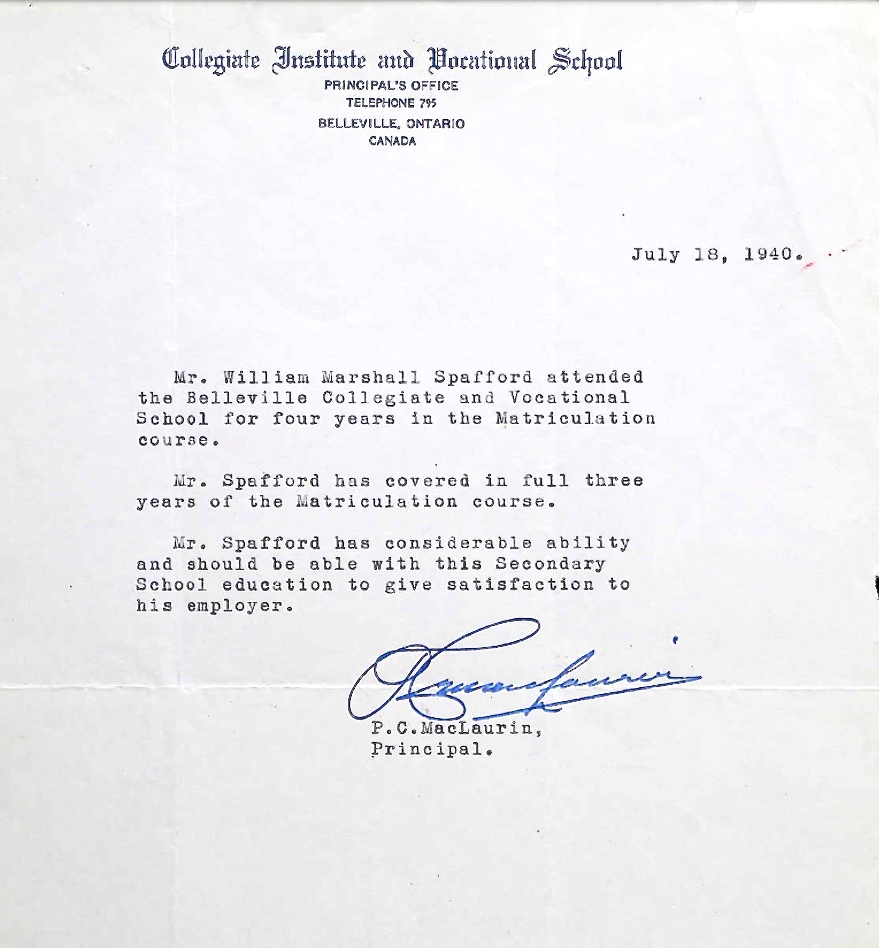 Collegiate Institute and Vocational School
PRINCIPAL'S OFFICE
TELEPHONE 795
BELLEVILLE, ONTARIO
CANADA
July 18, 1940.
Mr. William Marshall Spafford attended
the Belleville Collegiate and Vocational
School for four years in the Matriculation
course.
Mr. Spafford has covered in full three
years of the Matriculation course.
Mr. Spafford has considerable ability
and should be able with this Secondary
School education to give satisfaction to
his employer.
P.C.MacLaurin,
Principal.